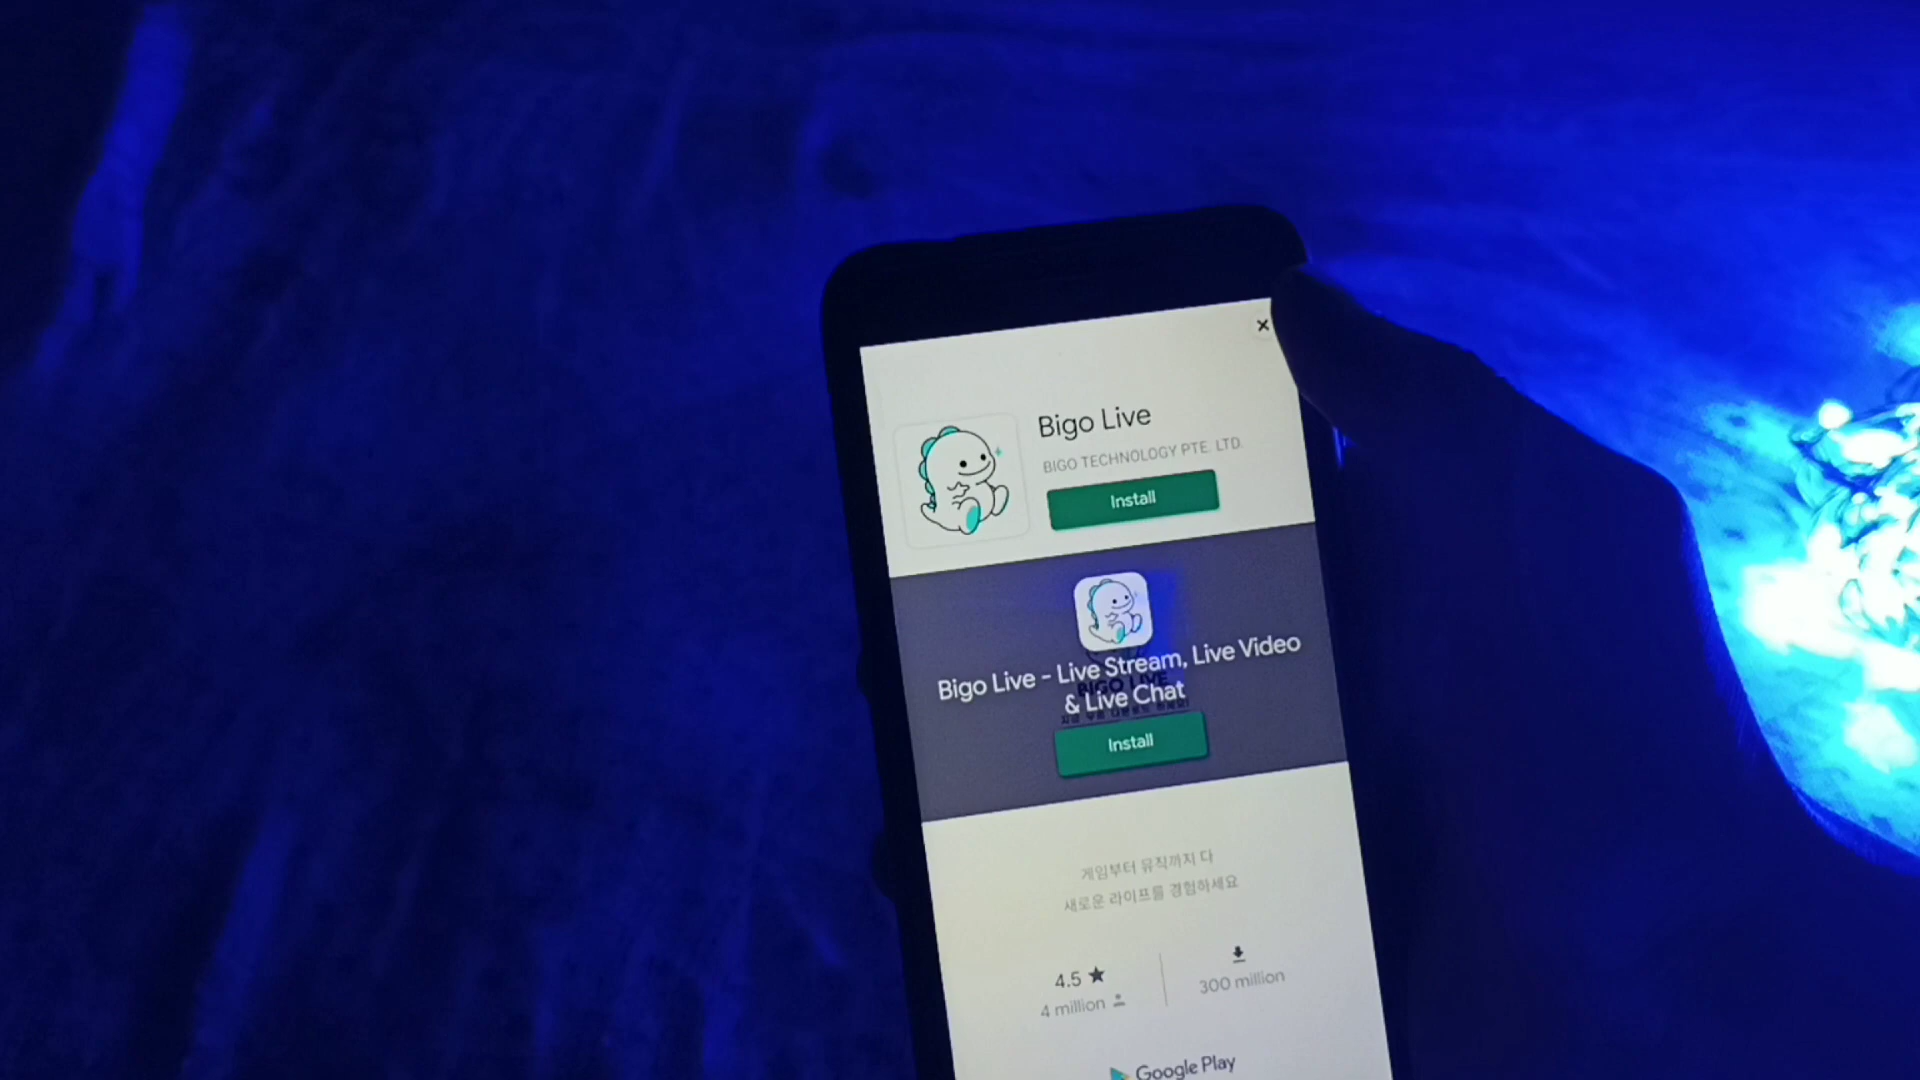 Bigo Live
BIGO TECHNOLOGY PTE. LTD.
Install
Bigo Live - Live Stream, Live Video
& Live Chat
BIGO LIVE
Install
게임부터 뮤직까지 다
새로운 라이프를 경험하세요
4.5 ★
4 million
300 million
Google Play